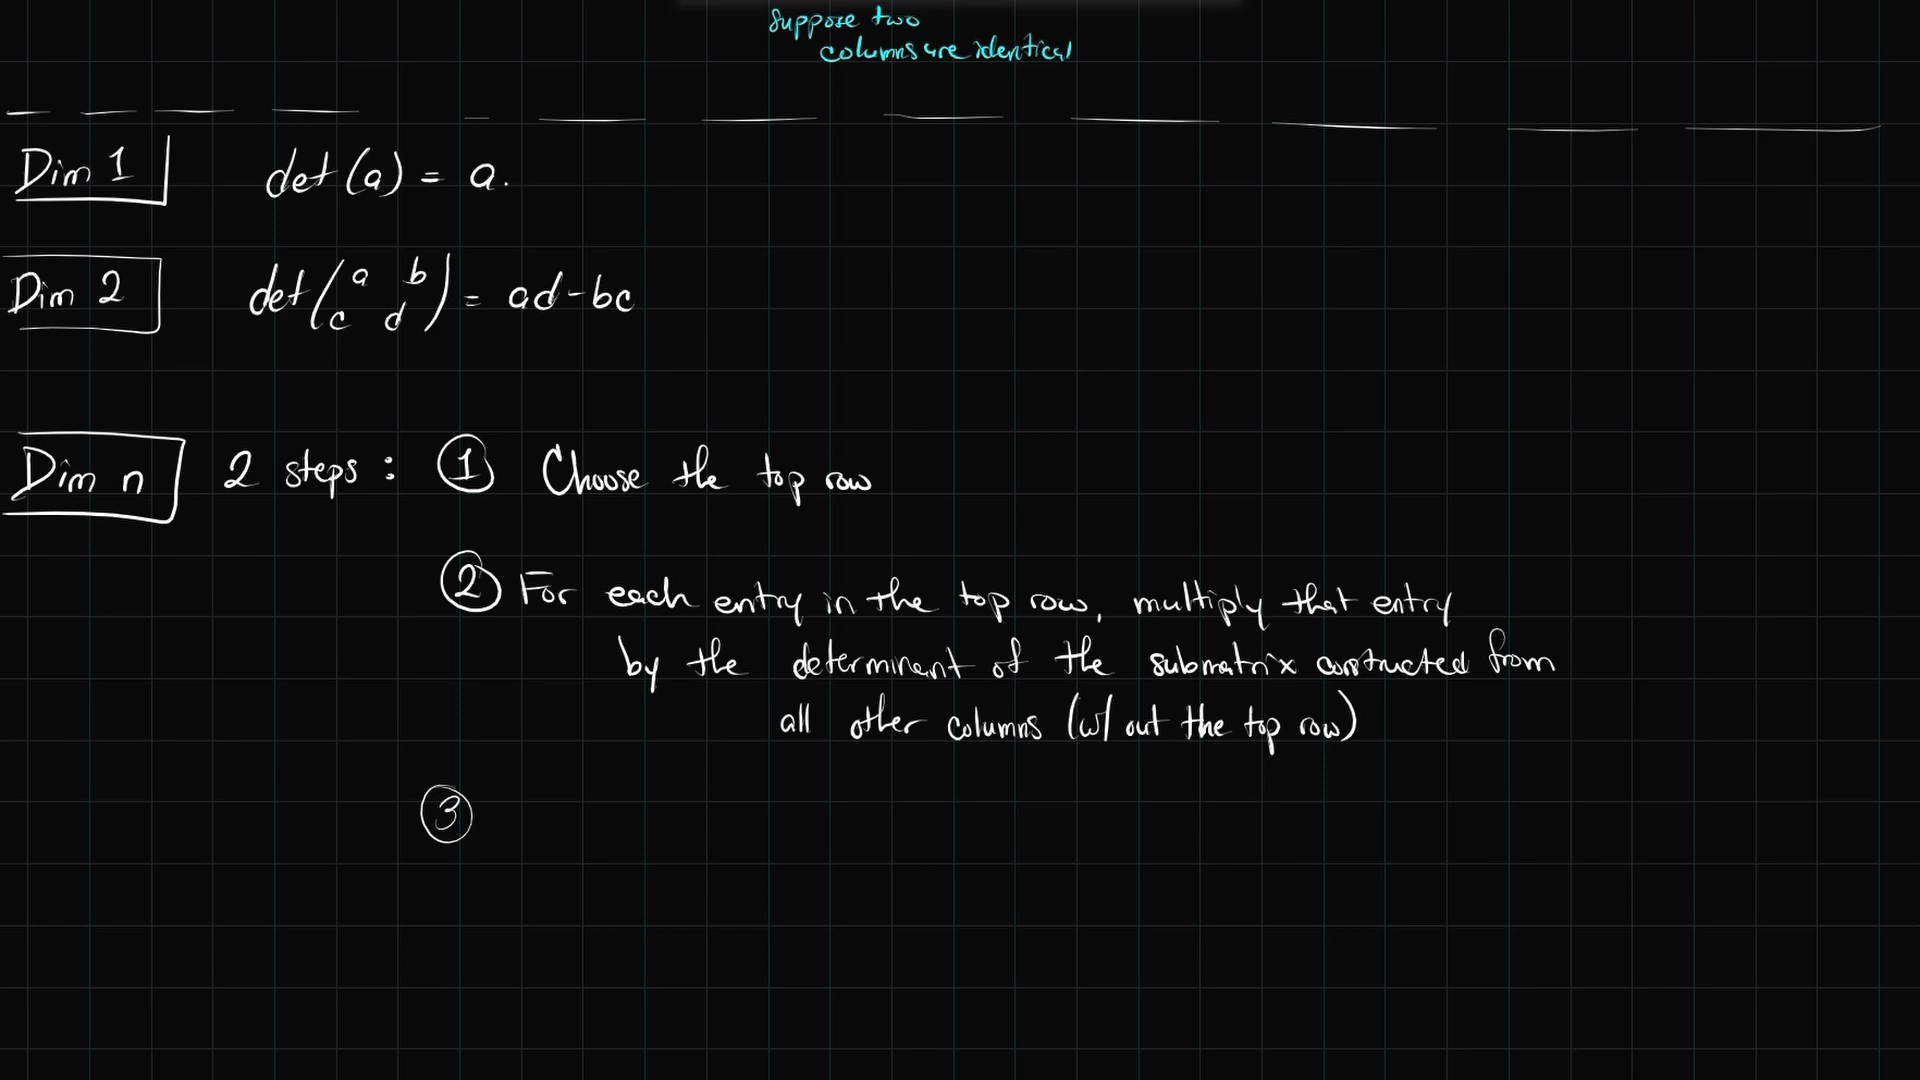 Suppose two
columns are identical
Dim 1 det (a) = a.
Dim 2 det ( a b
c d ) = ad - bc
Dim n 2 steps : ① Choose the top row
② For each entry in the top row, multiply that entry
by the determinant of the submatrix constructed from
all other columns (w/ out the top row)
③